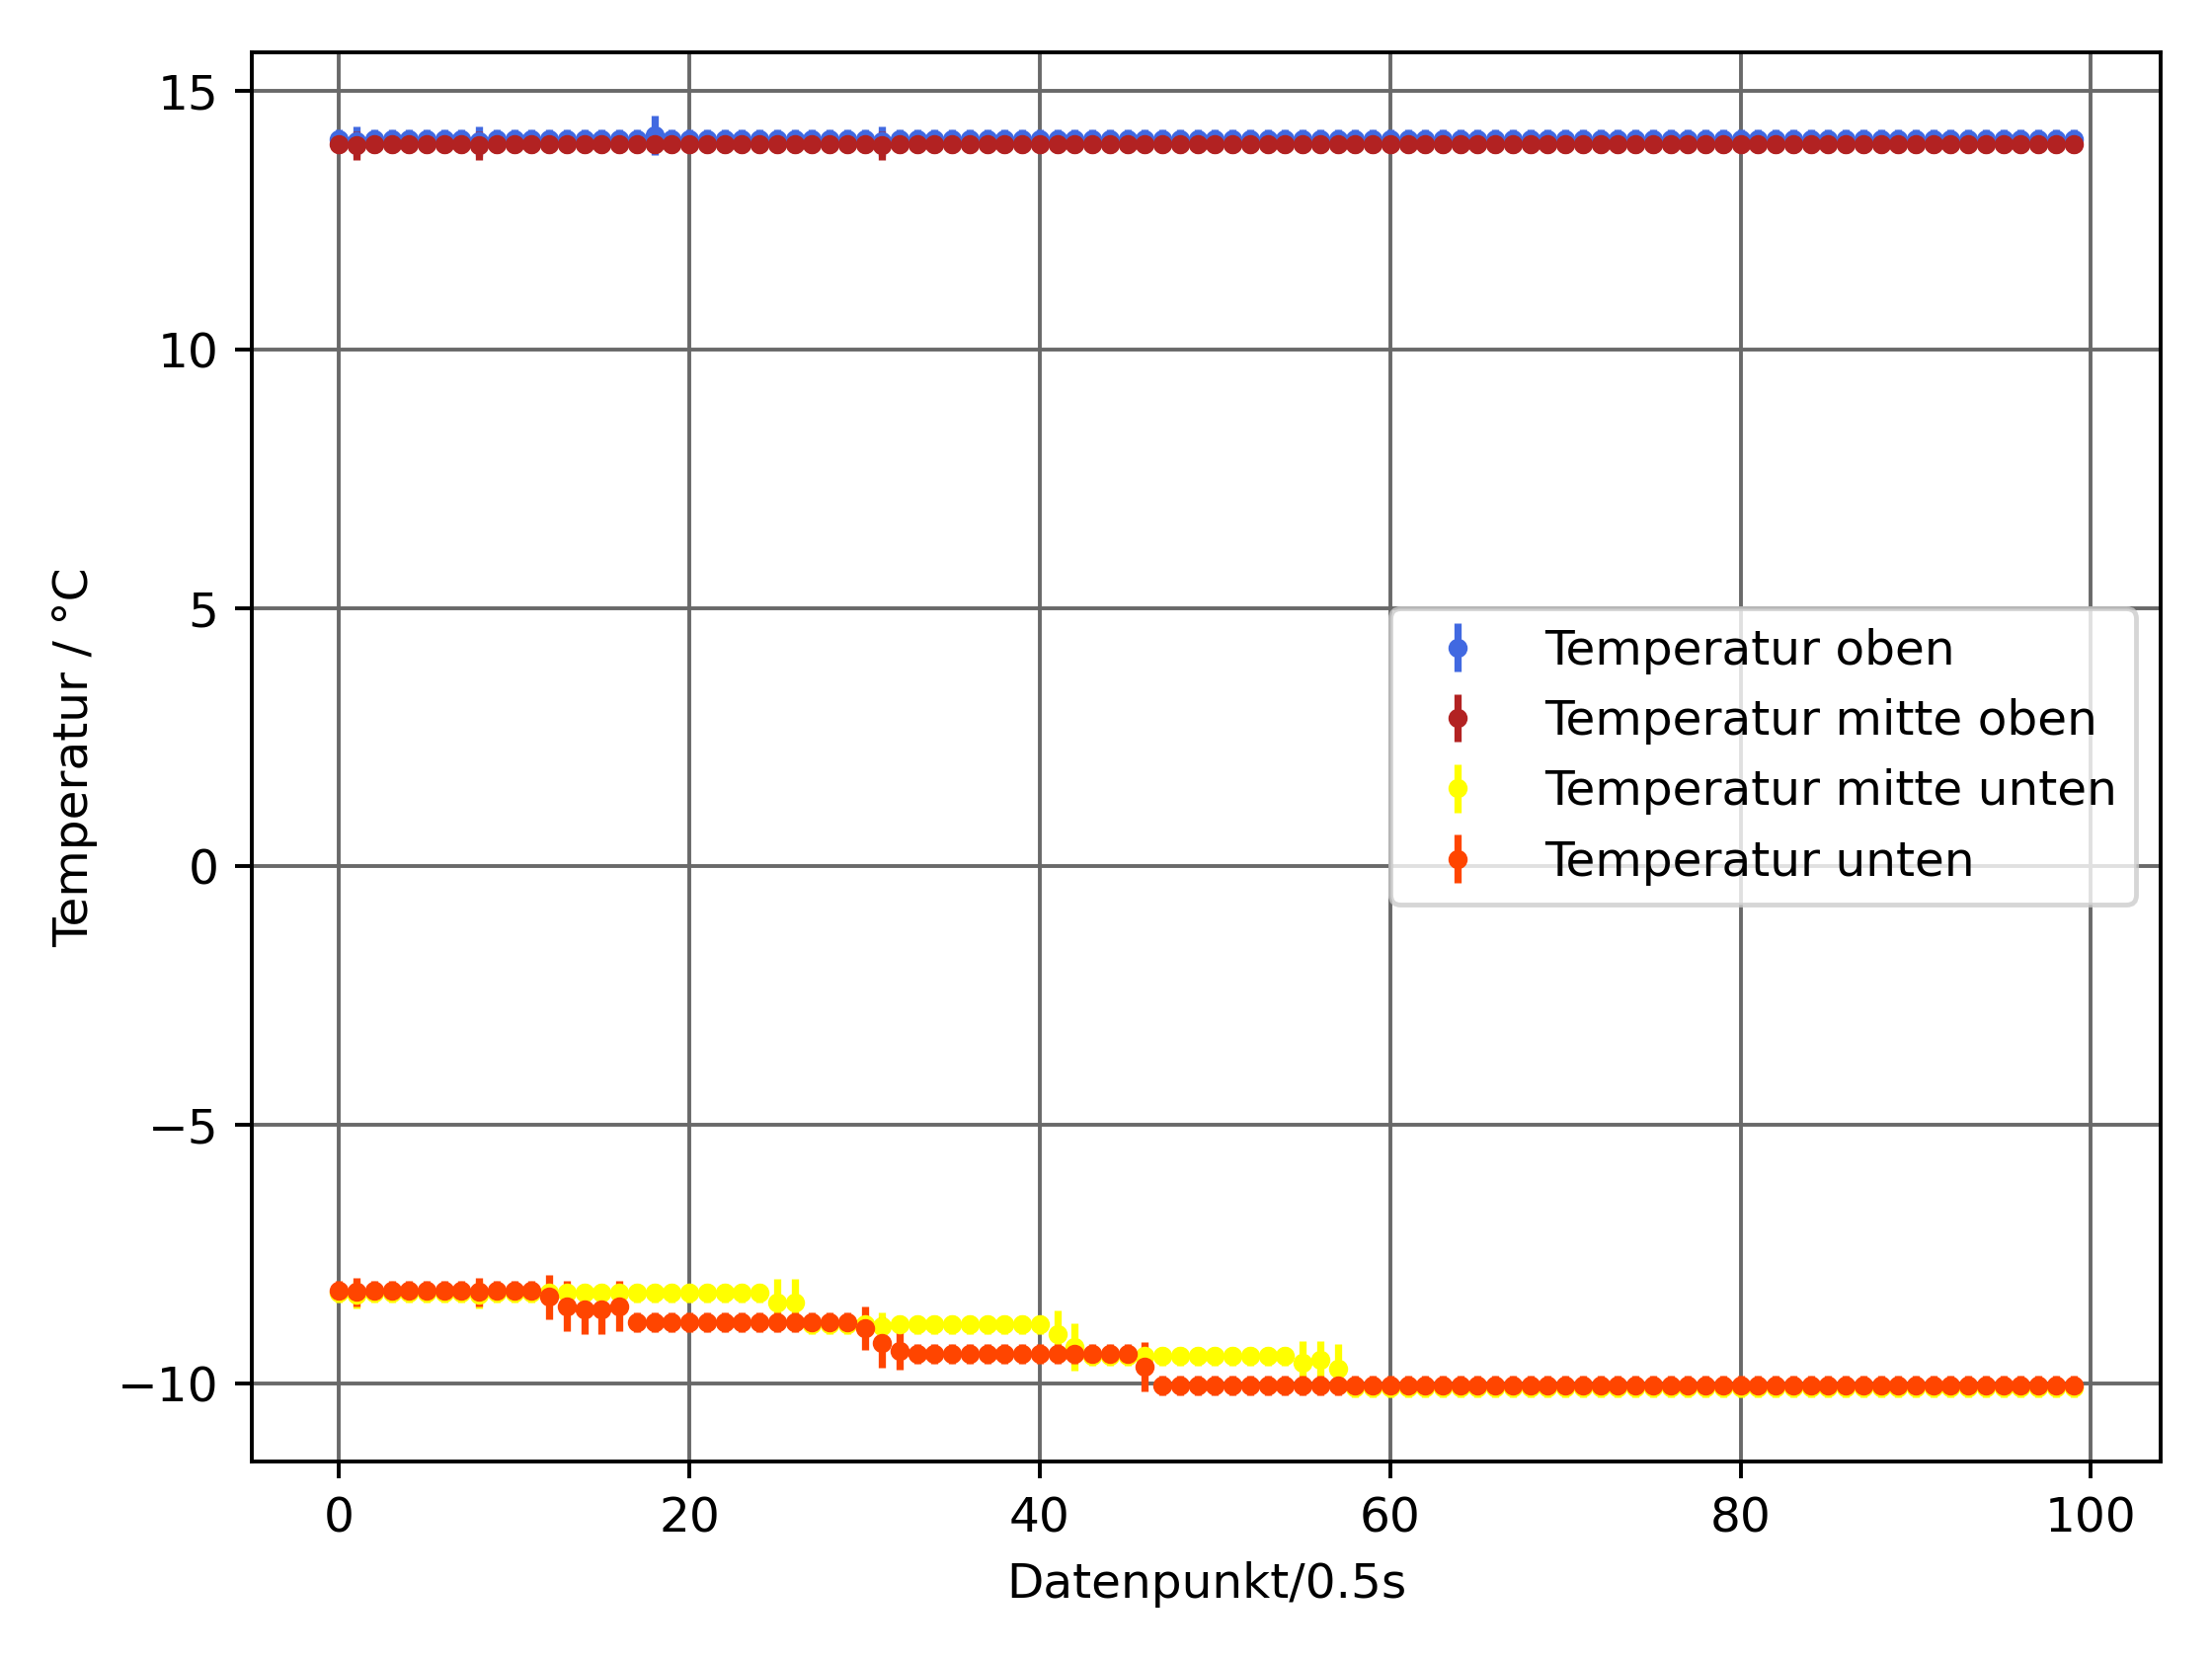 15
10
5
0
−5
−10
Temperatur / °C
Temperatur oben
Temperatur mitte oben
Temperatur mitte unten
Temperatur unten
0 20 40 60 80 100
Datenpunkt/0.5s